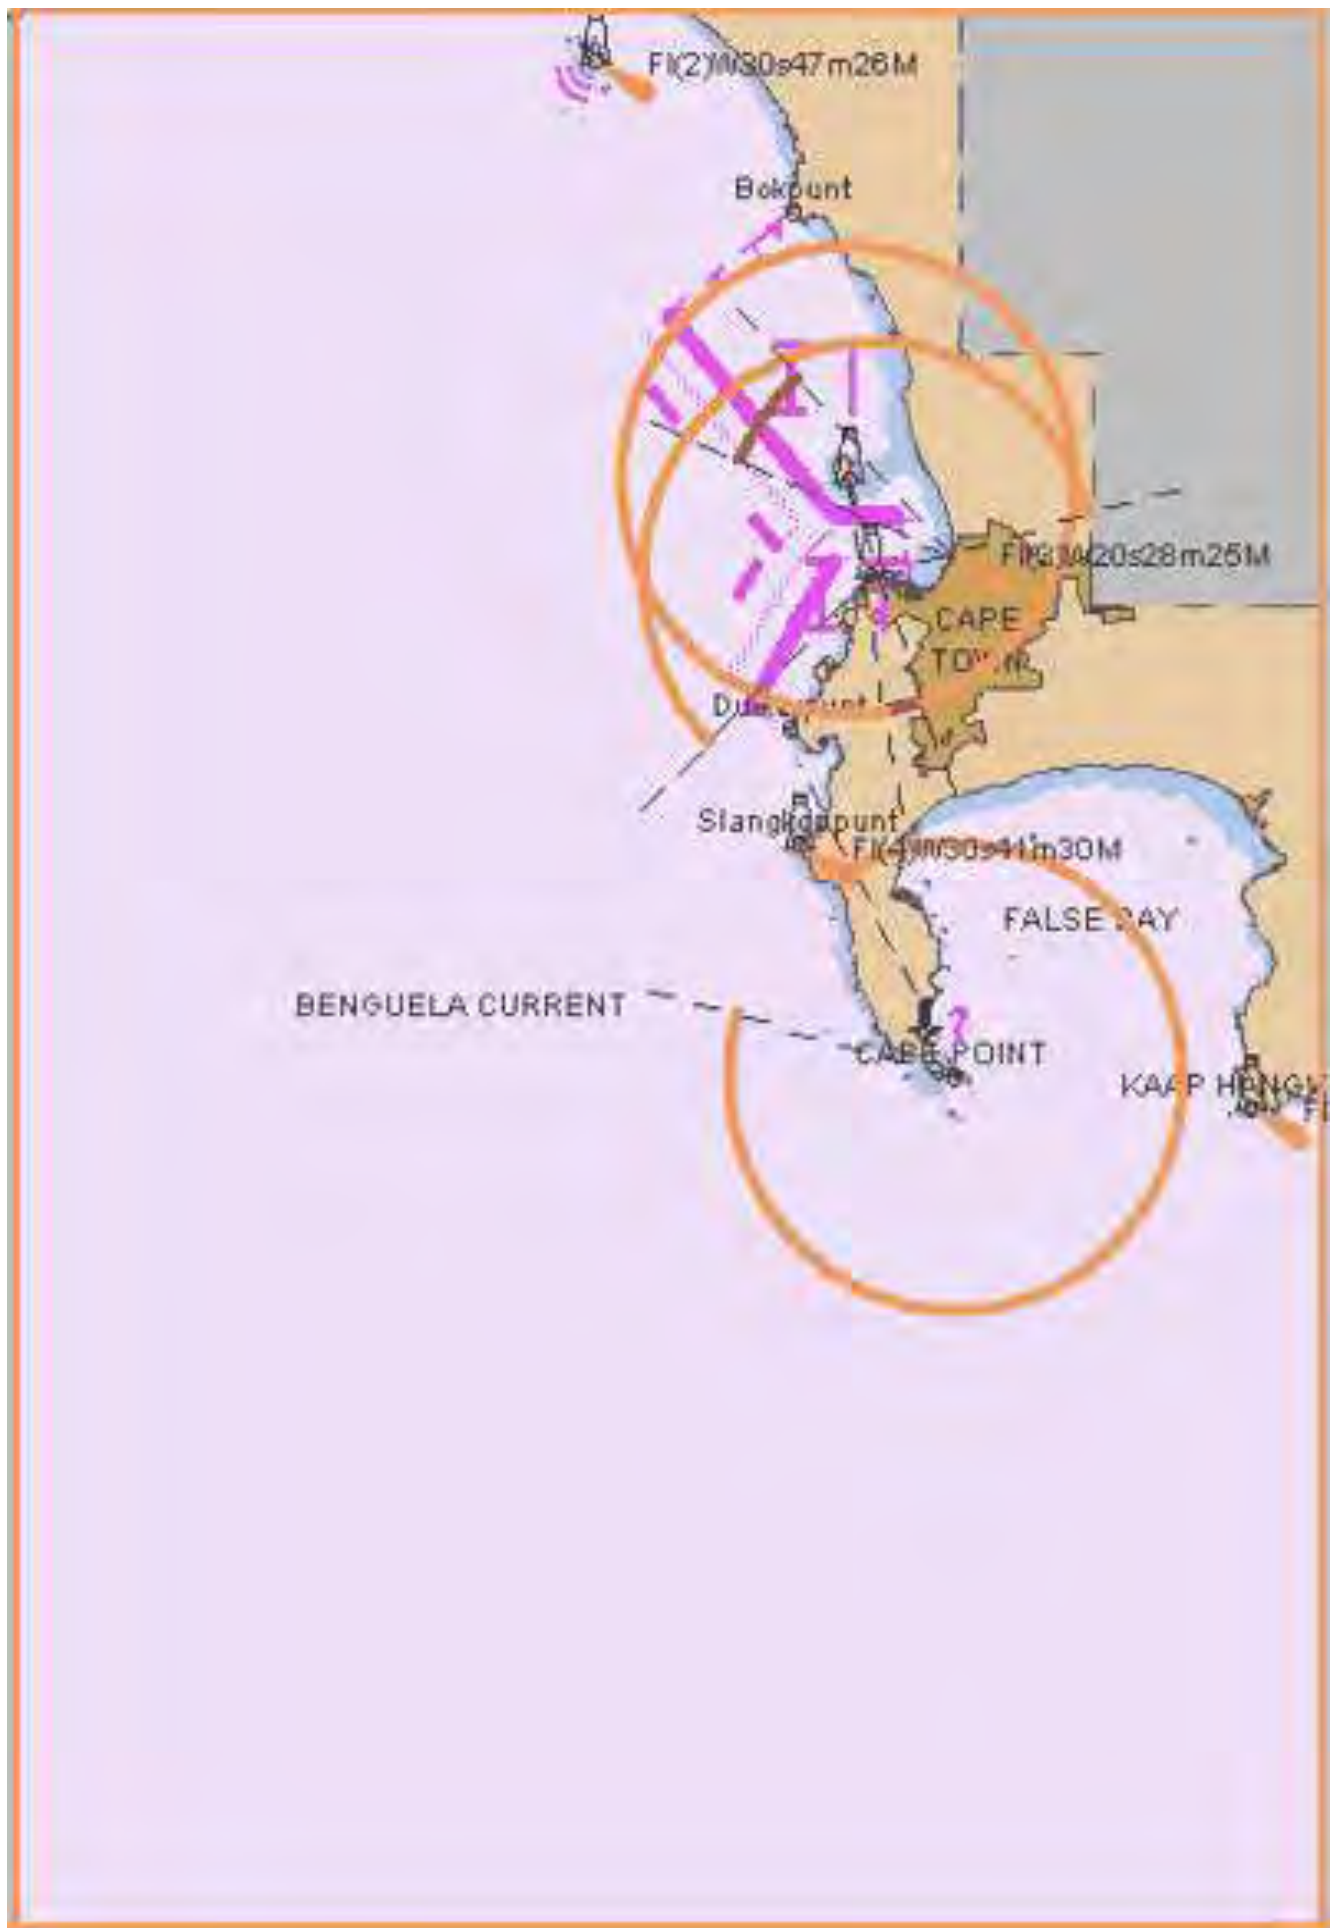 Fl(2)W30s47m26M
Bokpunt
Fl(3)W20s28m25M
CAPE
TOWN
Slangkoppunt
Fl(4)W30s41m30M
FALSE BAY
BENGUELA CURRENT
CAPE POINT
KAAP